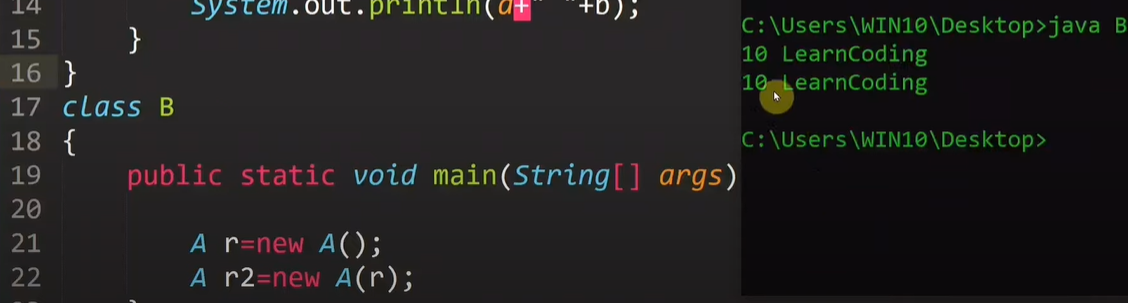 14 System.out.println(a+" "+b);
15 }
16 }
17 class B
18 {
19 public static void main(String[] args)
20
21 A r=new A();
22 A r2=new A(r);
C:\Users\WIN10\Desktop>java B
10 LearnCoding
10 LearnCoding
C:\Users\WIN10\Desktop>